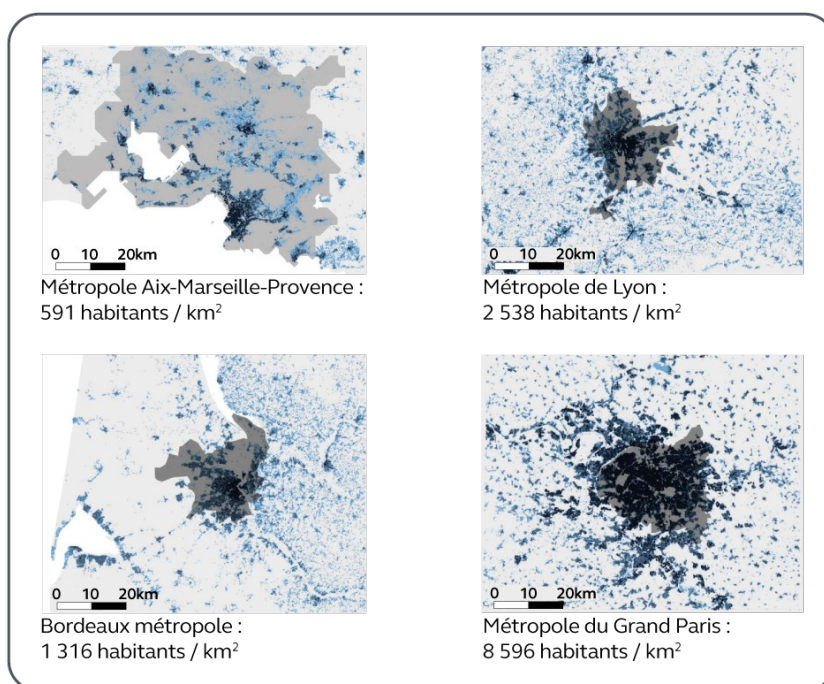 0 10 20km
Métropole Aix-Marseille-Provence :
591 habitants / km²
0 10 20km
Métropole de Lyon :
2 538 habitants / km²
0 10 20km
Bordeaux métropole :
1 316 habitants / km²
0 10 20km
Métropole du Grand Paris :
8 596 habitants / km²